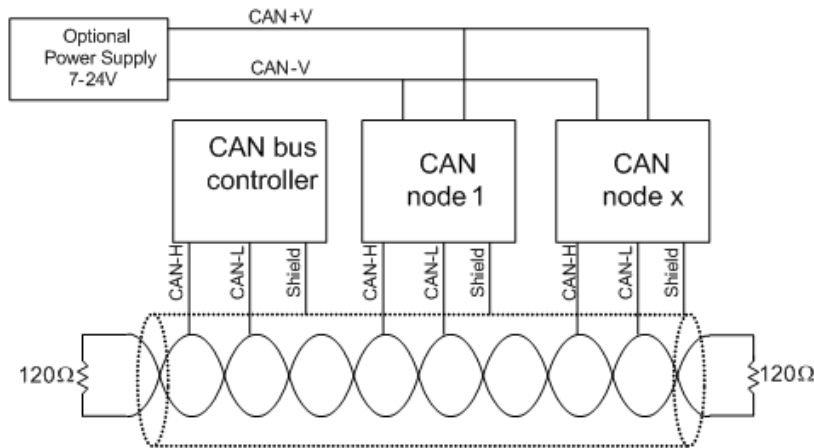 CAN+V
Optional
Power Supply
7-24V
CAN-V
CAN bus
controller
CAN
node 1
CAN
node x
CAN-H
CAN-L
Shield
CAN-H
CAN-L
Shield
CAN-H
CAN-L
Shield
120Ω
120Ω